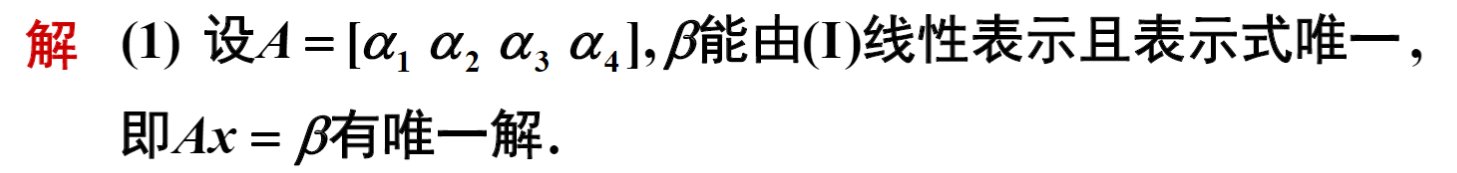 解 (1) 设A = [α₁ α₂ α₃ α₄], β能由(I)线性表示且表示式唯一,
即Ax = β有唯一解.